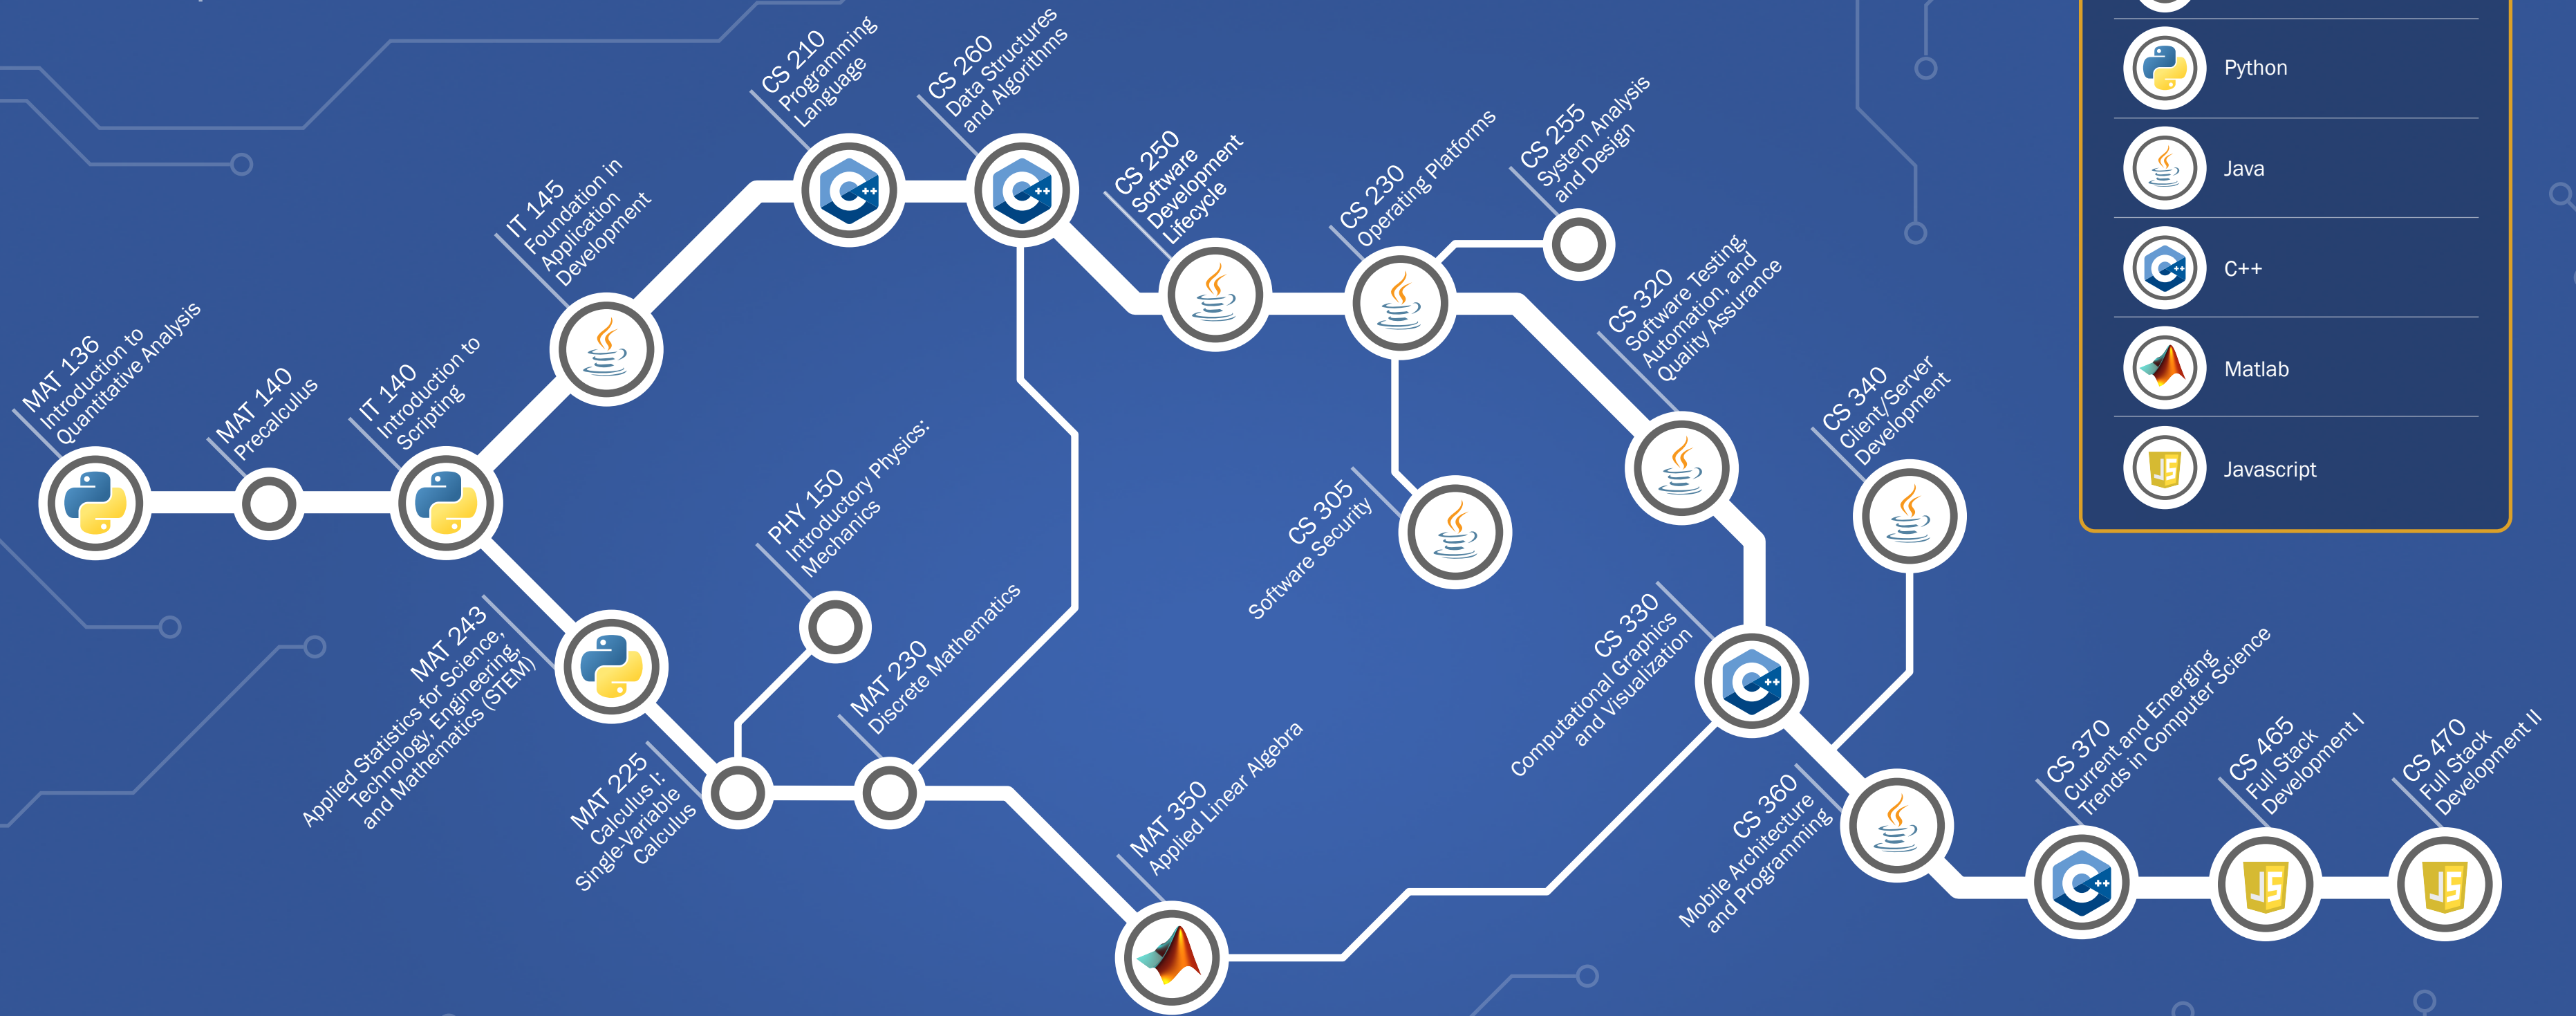 MAT 136
Introduction to
Quantitative Analysis
MAT 140
Precalculus
IT 140
Introduction to
Scripting
IT 145
Foundation in
Application
Development
CS 210
Programming
Language
CS 260
Data Structures
and Algorithms
CS 250
Software
Development
Lifecycle
CS 230
Operating Platforms
CS 255
System Analysis
and Design
CS 320
Software Testing,
Automation, and
Quality Assurance
CS 305
Software Security
CS 340
Client/Server
Development
MAT 243
Applied Statistics for Science,
Technology, Engineering,
and Mathematics (STEM)
PHY 150
Introductory Physics:
Mechanics
MAT 225
Calculus I:
Single-Variable
Calculus
MAT 230
Discrete Mathematics
MAT 350
Applied Linear Algebra
CS 330
Computational Graphics
and Visualization
CS 360
Mobile Architecture
and Programming
CS 370
Current and Emerging
Trends in Computer Science
CS 465
Full Stack
Development I
CS 470
Full Stack
Development II
C++
C++
C++
C++
JS
JS
Python
Java
C++
C++
Matlab
JS
Javascript